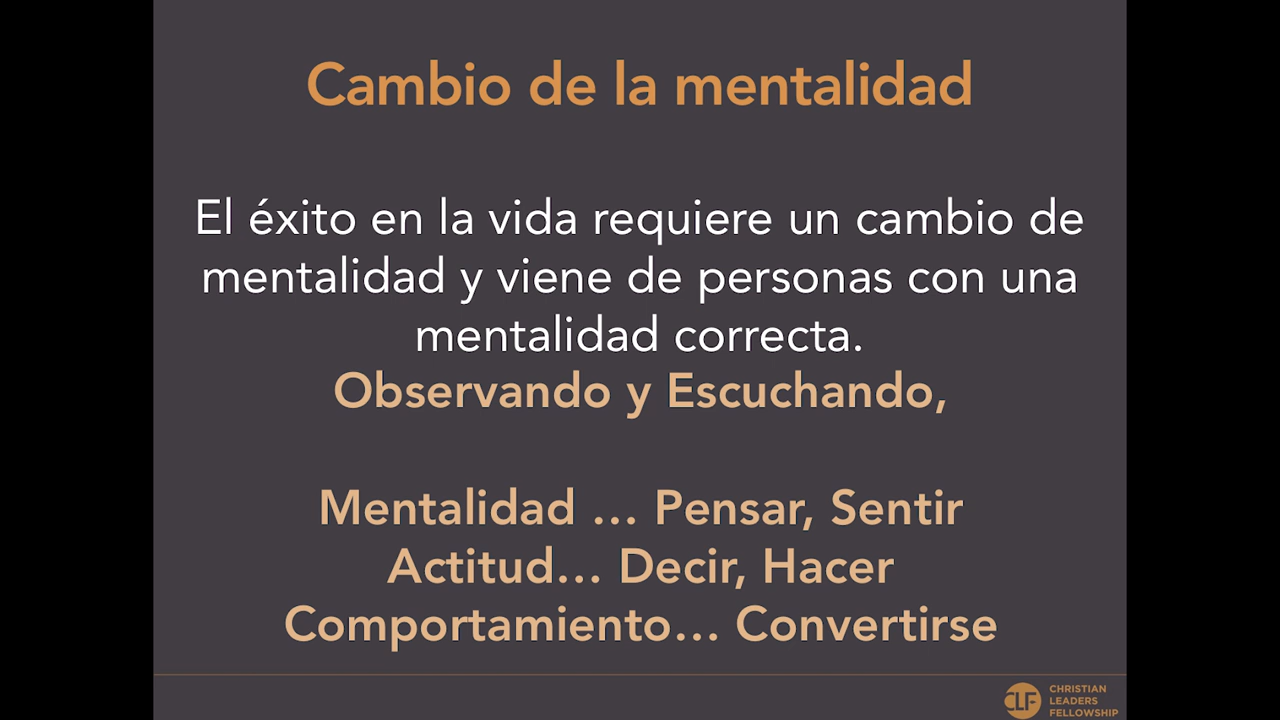 Cambio de la mentalidad
El éxito en la vida requiere un cambio de
mentalidad y viene de personas con una
mentalidad correcta.
Observando y Escuchando,
Mentalidad ... Pensar, Sentir
Actitud... Decir, Hacer
Comportamiento... Convertirse
CLF
CHRISTIAN
LEADERS
FELLOWSHIP